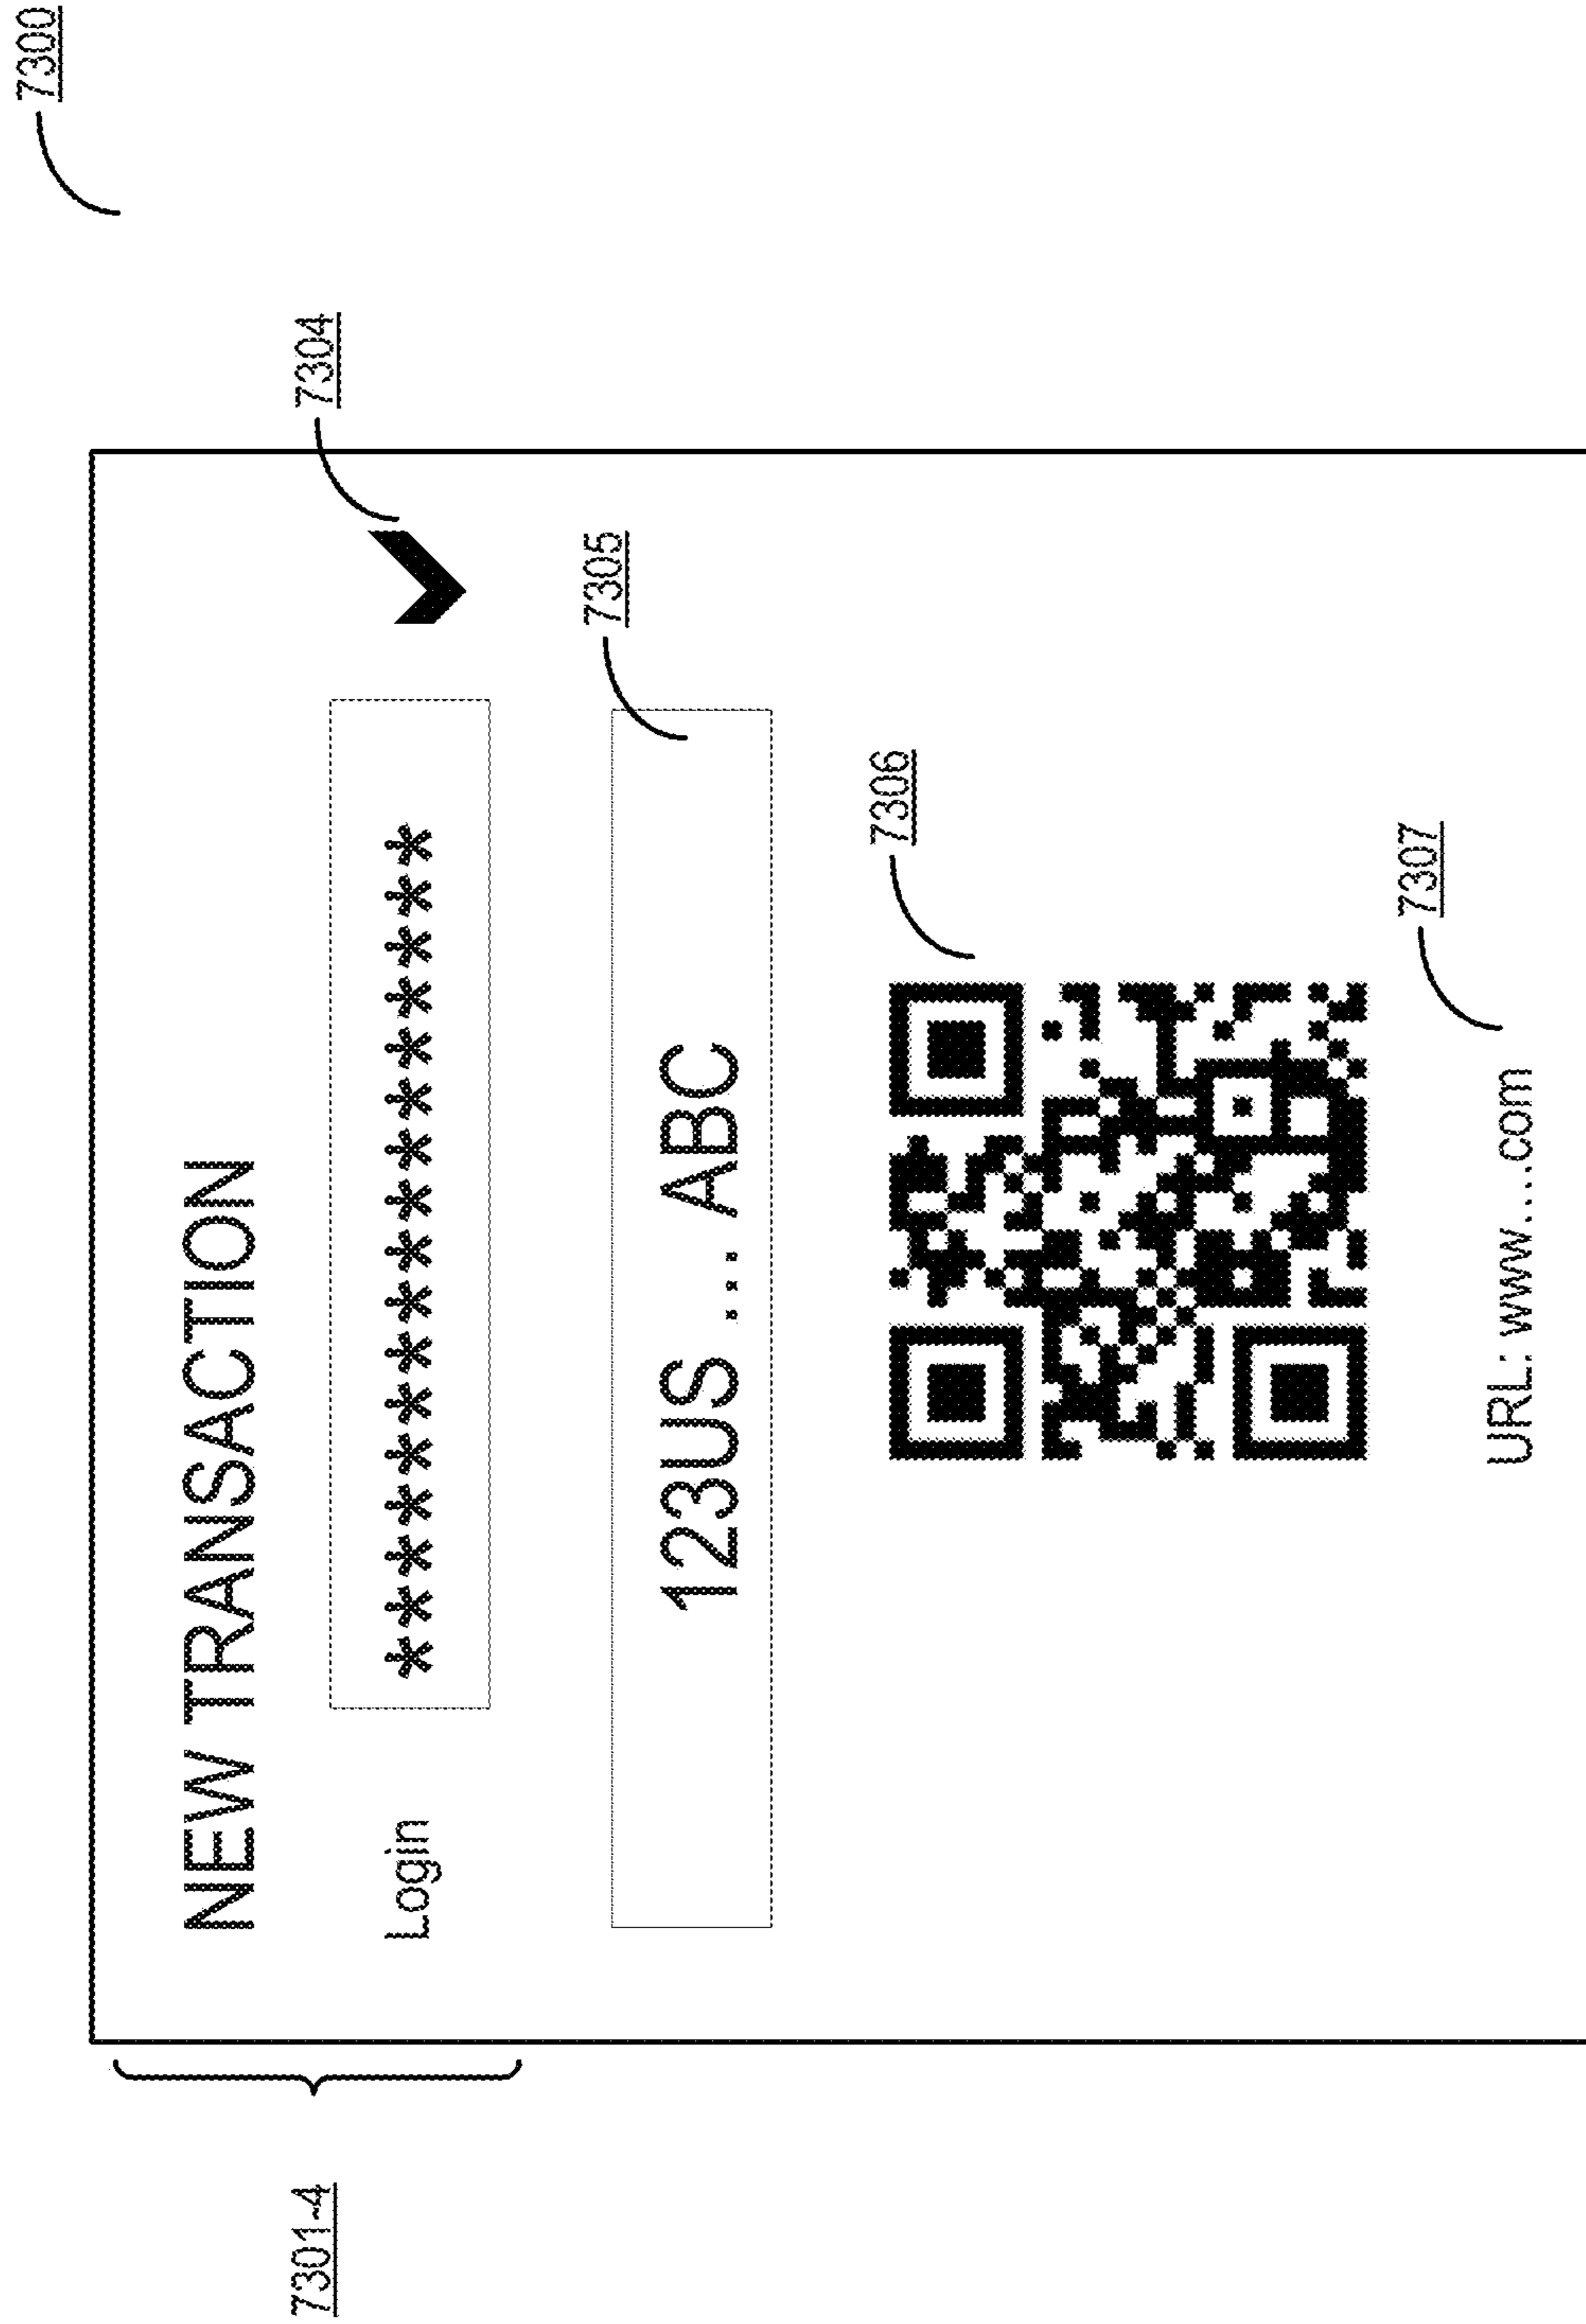 7300
NEW TRANSACTION
7301-4
7304
Login *****************
7305
123US ... ABC
7306
7307
URL: www....com